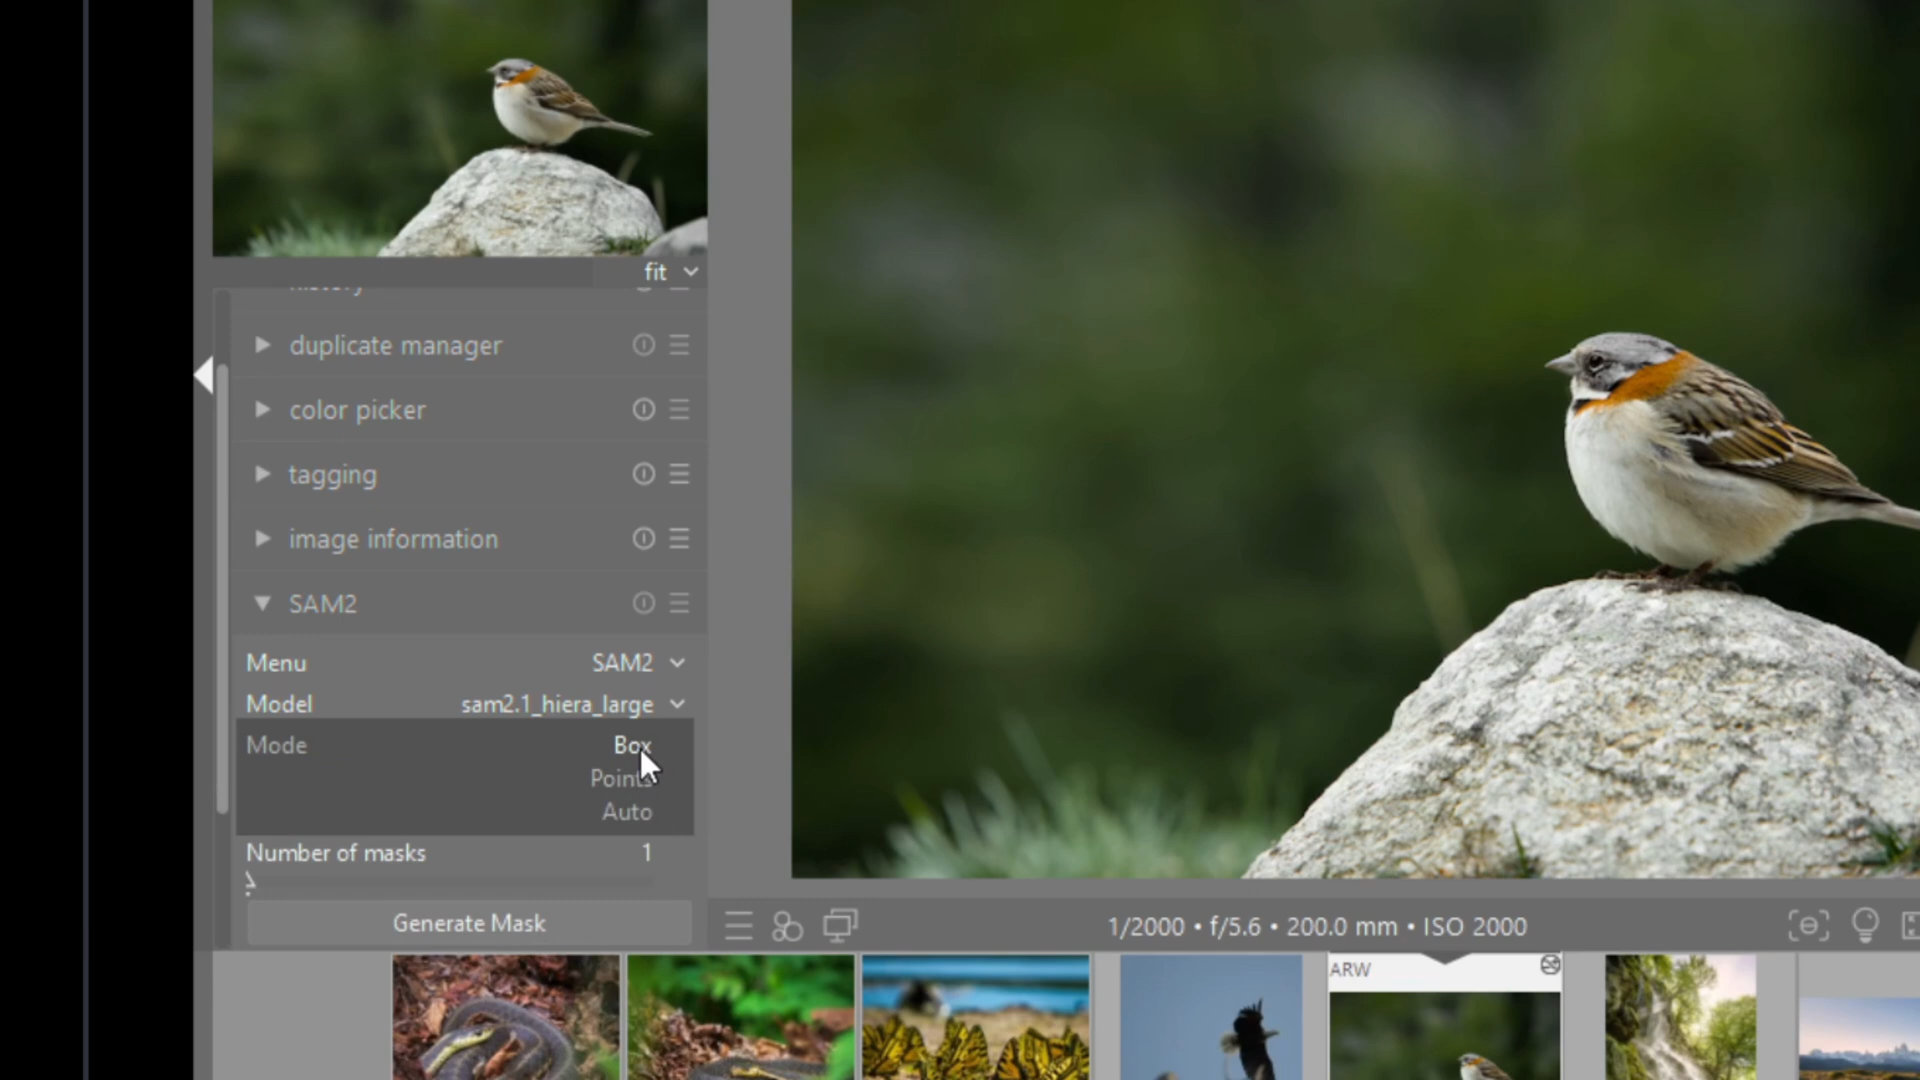 fit
history
duplicate manager
color picker
tagging
image information
SAM2
Menu SAM2
Model sam2.1_hiera_large
Mode Box
Points
Auto
Number of masks 1
Generate Mask
1/2000 • f/5.6 • 200.0 mm • ISO 2000
ARW